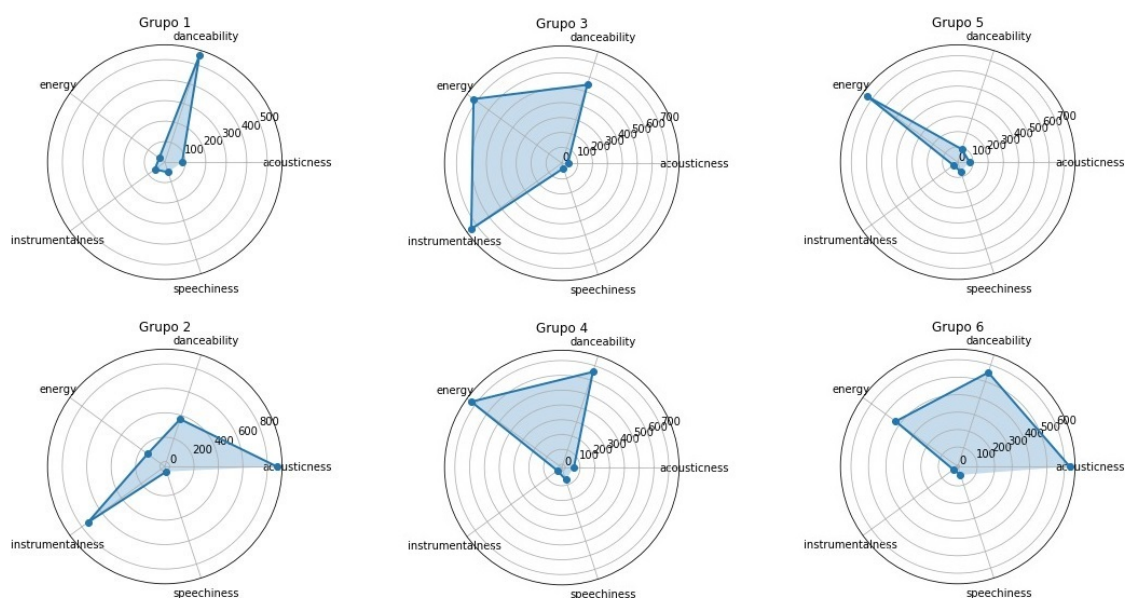 Grupo 1
danceability
energy
500
400
300
200
100
acousticness
instrumentalness
speechiness
Grupo 3
danceability
energy
700
600
500
400
300
200
100
0
acousticness
instrumentalness
speechiness
Grupo 5
danceability
energy
700
600
500
400
300
200
100
0
acousticness
instrumentalness
speechiness
Grupo 2
danceability
energy
800
600
400
200
0
acousticness
instrumentalness
speechiness
Grupo 4
danceability
energy
700
600
500
400
300
200
100
0
acousticness
instrumentalness
speechiness
Grupo 6
danceability
energy
600
500
400
300
200
100
0
acousticness
instrumentalness
speechiness